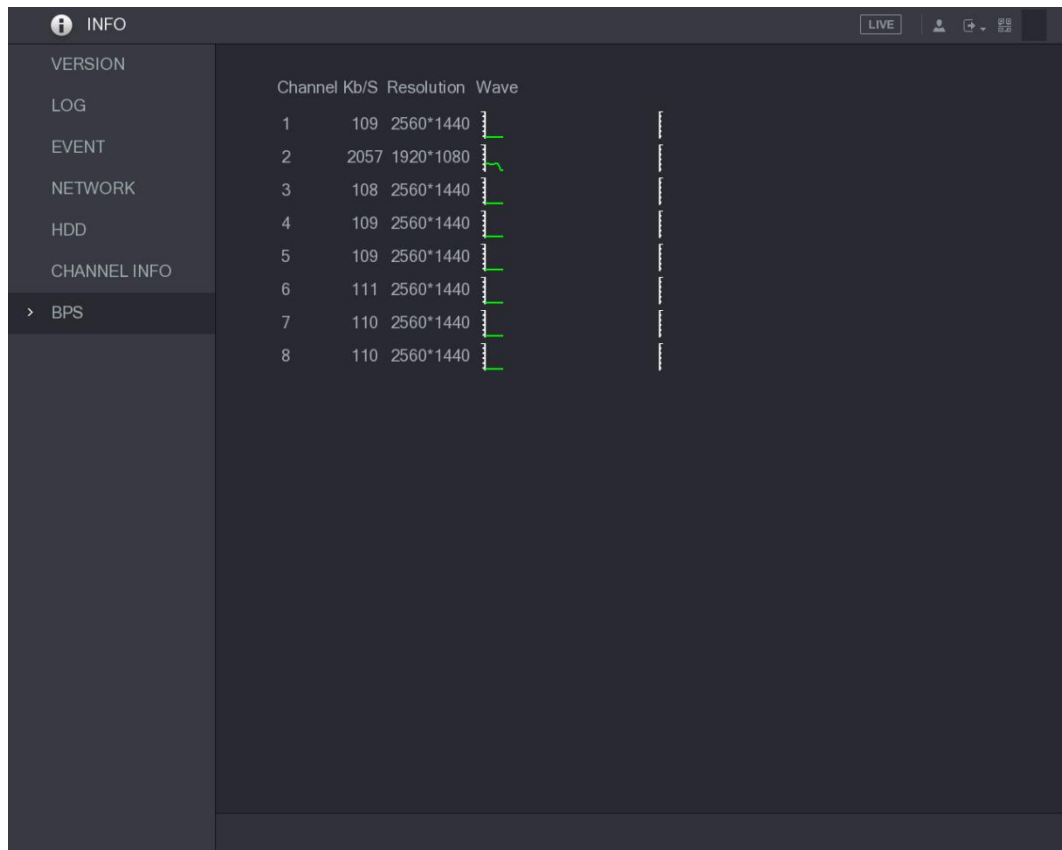 INFO LIVE
VERSION
LOG
EVENT
NETWORK
HDD
CHANNEL INFO
> BPS
Channel Kb/S Resolution Wave
1 109 2560*1440
2 2057 1920*1080
3 108 2560*1440
4 109 2560*1440
5 109 2560*1440
6 111 2560*1440
7 110 2560*1440
8 110 2560*1440